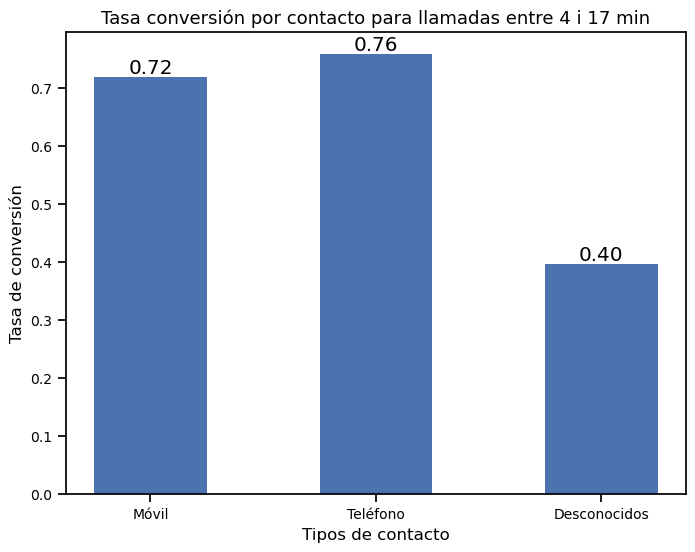 Tasa conversión por contacto para llamadas entre 4 i 17 min
0.72
0.76
0.40
Tasa de conversión
0.7
0.6
0.5
0.4
0.3
0.2
0.1
0.0
Móvil
Teléfono
Desconocidos
Tipos de contacto